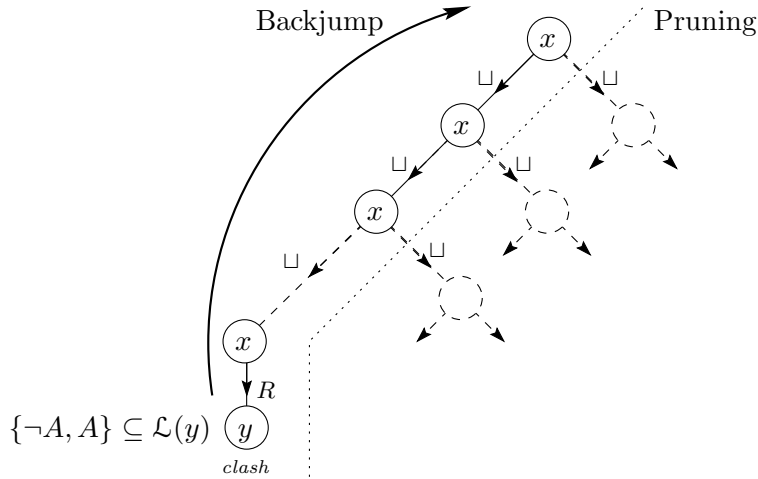 Backjump
Pruning
x
⊔
⊔
x
⊔
⊔
x
⊔
⊔
x
R
{¬A, A} ⊆ ℒ(y)
y
clash